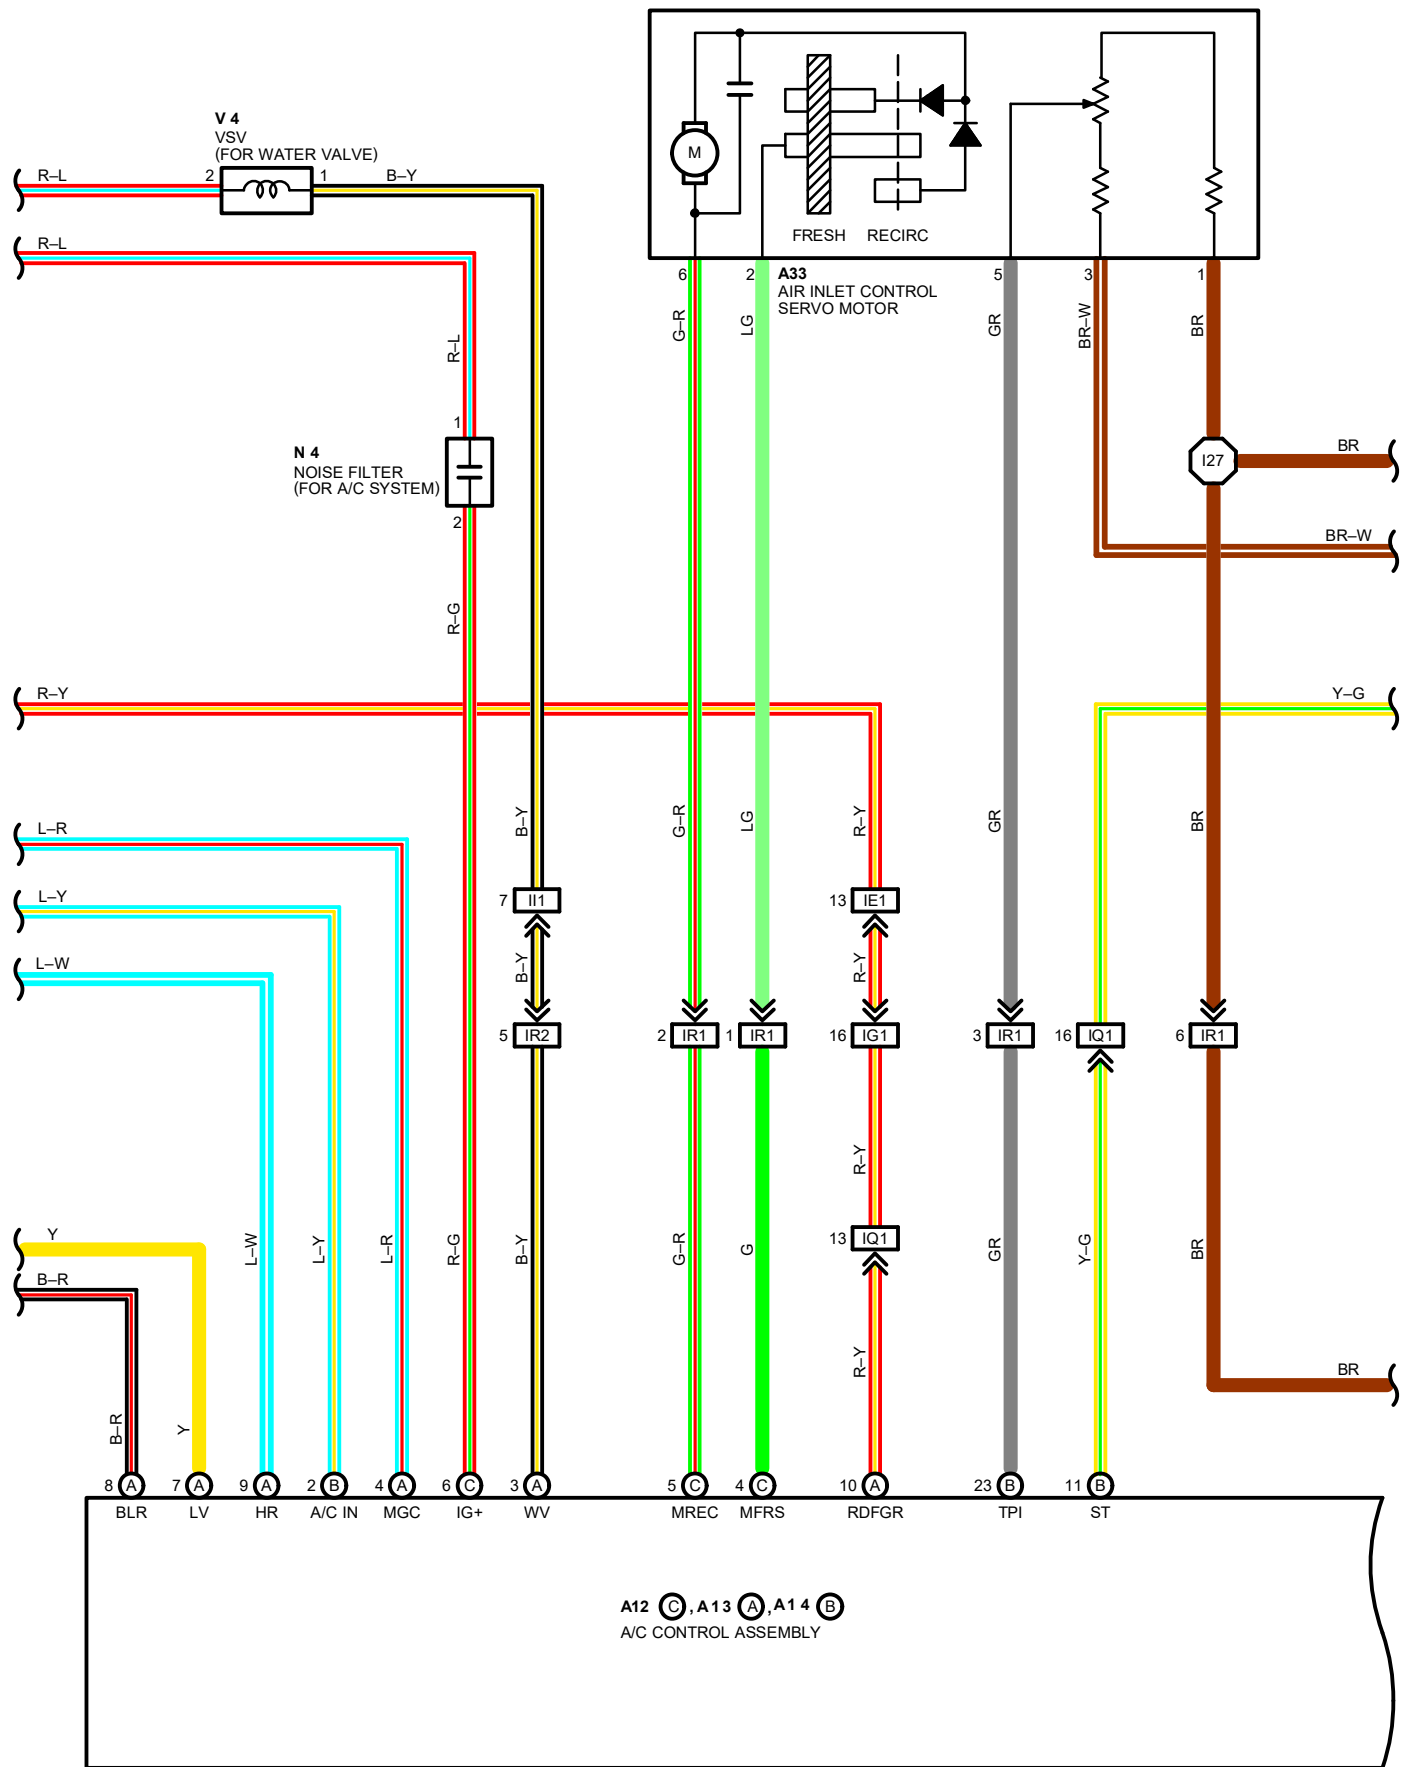 M
FRESH RECIRC
V 4
VSV
(FOR WATER VALVE)
R–L 2 1 B–Y
R–L
6 2 A33 5 3 1
AIR INLET CONTROL
SERVO MOTOR
G–R LG GR BR–W BR
R–L
1
N 4
NOISE FILTER
(FOR A/C SYSTEM)
2
I27 BR
BR–W
R–G
R–Y Y–G
L–R B–Y G–R LG R–Y GR BR
L–Y 7 II1 13 IE1
L–W B–Y R–Y
5 IR2 2 IR1 1 IR1 16 IG1 3 IR1 16 IQ1 6 IR1
R–Y
Y L–W L–Y L–R R–G B–Y G–R G 13 IQ1 GR Y–G BR
B–R
R–Y BR
B–R Y
8 A 7 A 9 A 2 B 4 A 6 C 3 A 5 C 4 C 10 A 23 B 11 B
BLR LV HR A/C IN MGC IG+ WV MREC MFRS RDFGR TPI ST
A12 C , A13 A , A14 B
A/C CONTROL ASSEMBLY